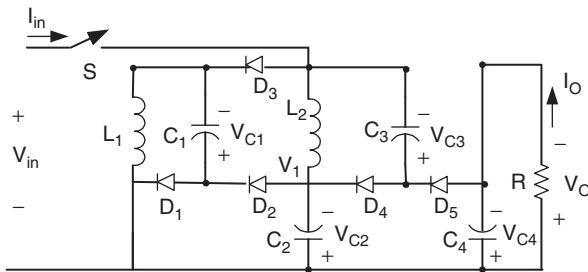 I_in
S
D_3
I_O
+
V_in
−
L_1
C_1
−
V_C1
+
L_2
V_1
C_3
−
V_C3
+
D_1
D_2
D_4
D_5
C_2
−
V_C2
+
C_4
−
V_C4
+
R
−
V_O
+